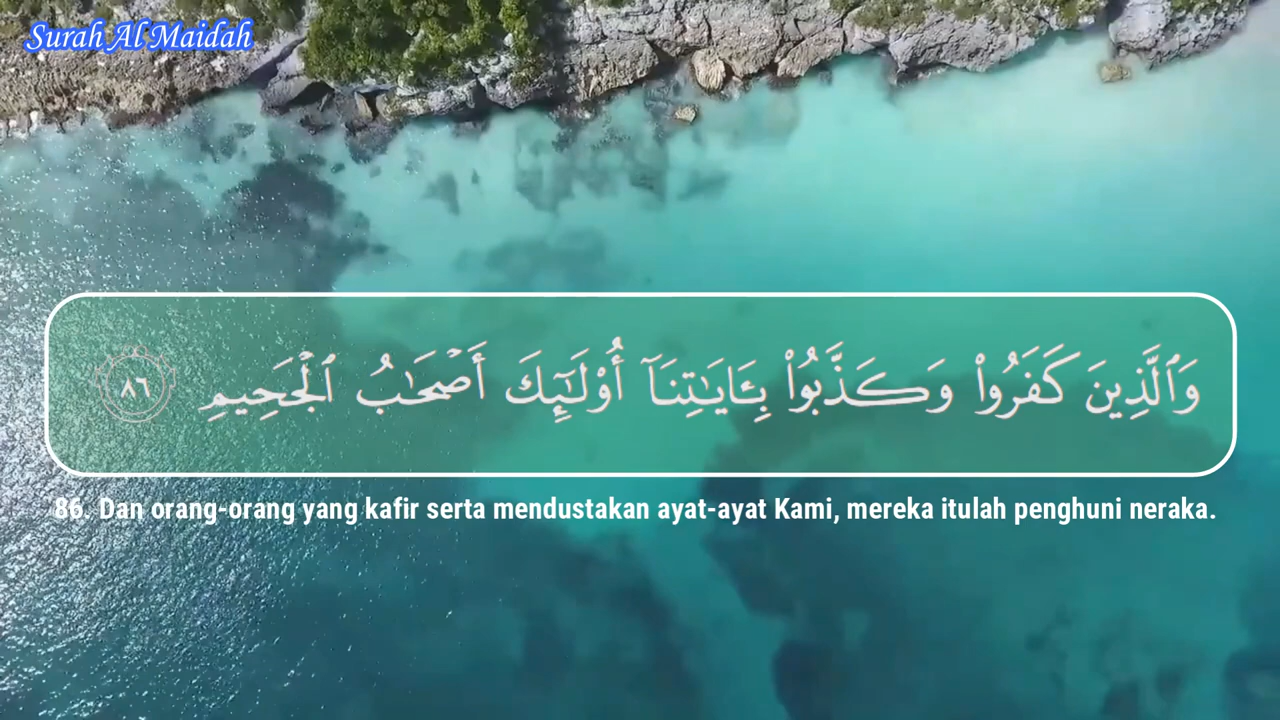 Surah Al Maidah
وَٱلَّذِينَ كَفَرُوا۟ وَكَذَّبُوا۟ بِـَٔايَـٰتِنَآ أُو۟لَـٰٓئِكَ أَصْحَـٰبُ ٱلْجَحِيمِ ٨٦
86. Dan orang-orang yang kafir serta mendustakan ayat-ayat Kami, mereka itulah penghuni neraka.